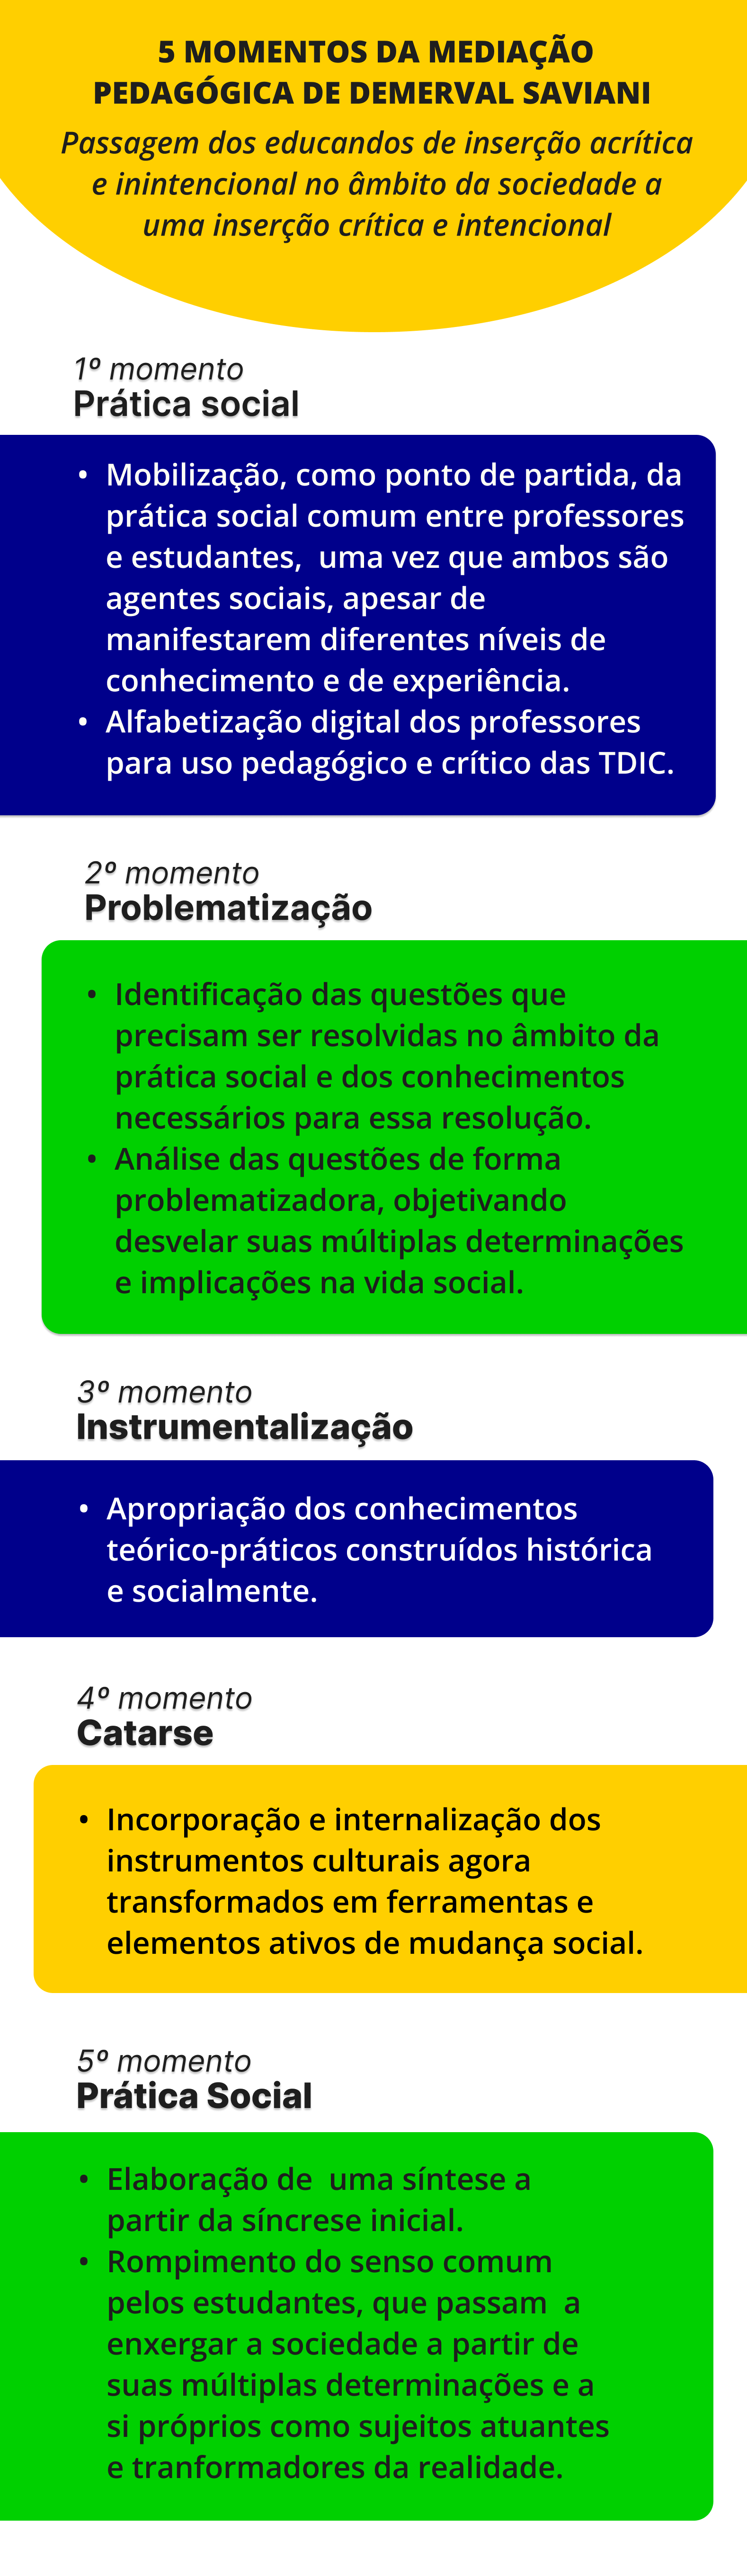 5 MOMENTOS DA MEDIAÇÃO
PEDAGÓGICA DE DEMERVAL SAVIANI
Passagem dos educandos de inserção acrítica
e inintencional no âmbito da sociedade a
uma inserção crítica e intencional
1º momento
Prática social
• Mobilização, como ponto de partida, da
prática social comum entre professores
e estudantes, uma vez que ambos são
agentes sociais, apesar de
manifestarem diferentes níveis de
conhecimento e de experiência.
• Alfabetização digital dos professores
para uso pedagógico e crítico das TDIC.
2º momento
Problematização
• Identificação das questões que
precisam ser resolvidas no âmbito da
prática social e dos conhecimentos
necessários para essa resolução.
• Análise das questões de forma
problematizadora, objetivando
desvelar suas múltiplas determinações
e implicações na vida social.
3º momento
Instrumentalização
• Apropriação dos conhecimentos
teórico-práticos construídos histórica
e socialmente.
4º momento
Catarse
• Incorporação e internalização dos
instrumentos culturais agora
transformados em ferramentas e
elementos ativos de mudança social.
5º momento
Prática Social
• Elaboração de uma síntese a
partir da síncrese inicial.
• Rompimento do senso comum
pelos estudantes, que passam a
enxergar a sociedade a partir de
suas múltiplas determinações e a
si próprios como sujeitos atuantes
e tranformadores da realidade.